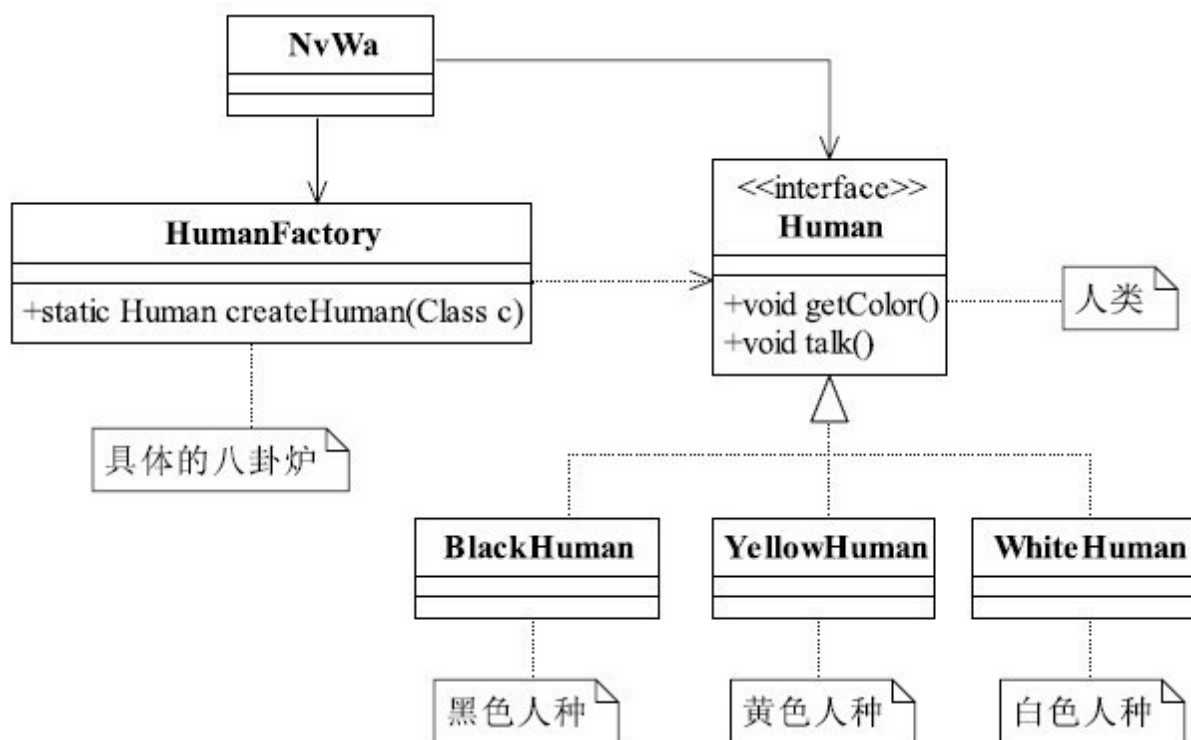 NvWa
HumanFactory
+static Human createHuman(Class c)
具体的八卦炉
<<interface>>
Human
+void getColor()
+void talk()
人类
BlackHuman
YellowHuman
WhiteHuman
黑色人种
黄色人种
白色人种